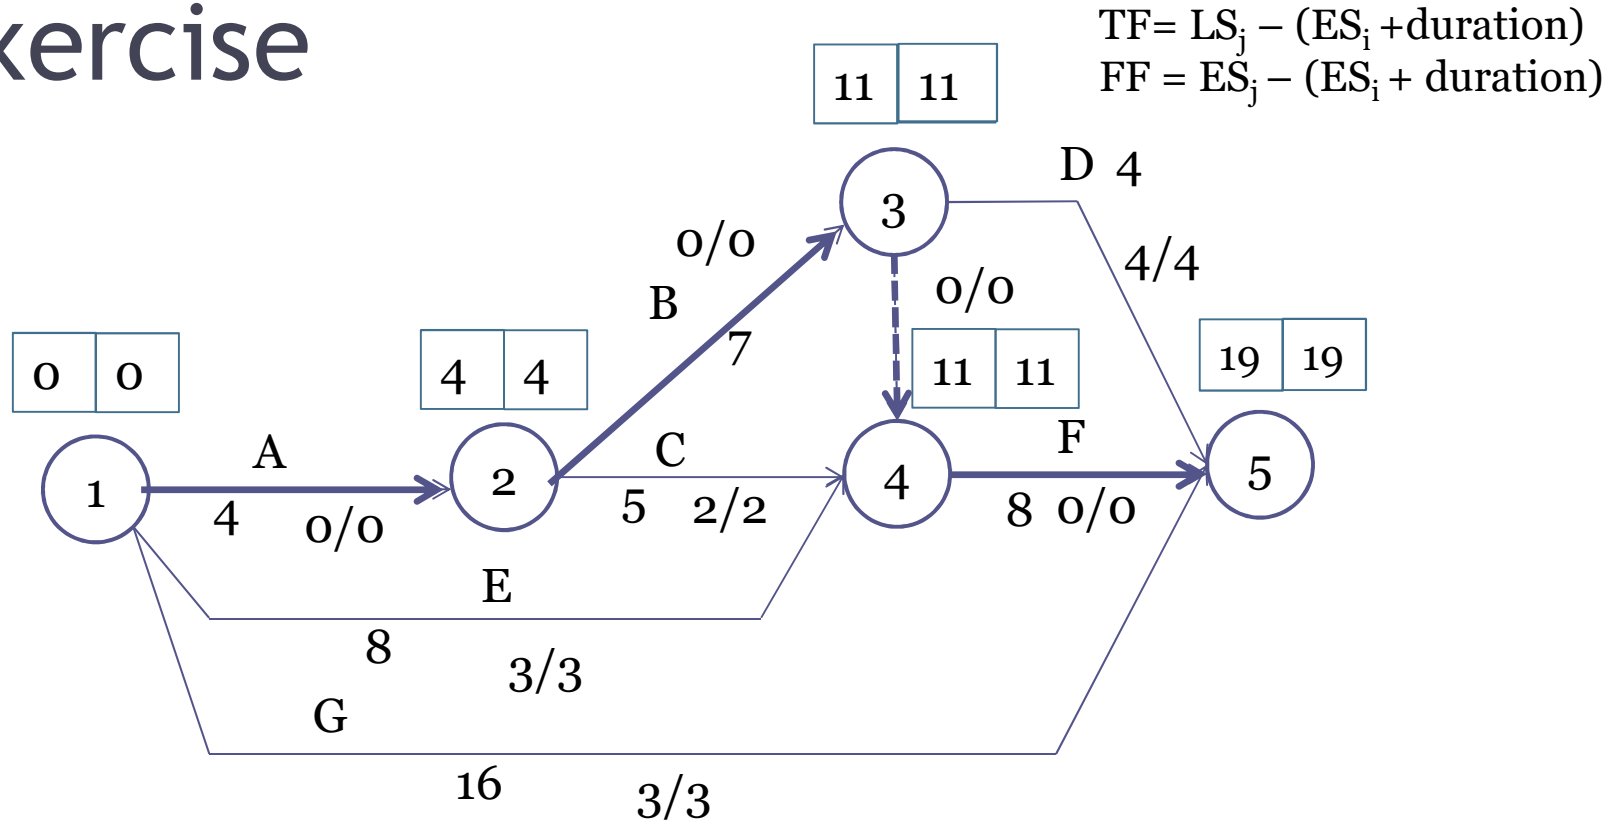 xercise
TF= LSj – (ESi +duration)
FF = ESj – (ESi + duration)
11 11
3
D 4
0/0
4/4
B
0/0
7
0 0
4 4
11 11
19 19
A
C
F
1
2
4
5
4 0/0
5 2/2
8 0/0
E
8
3/3
G
16
3/3